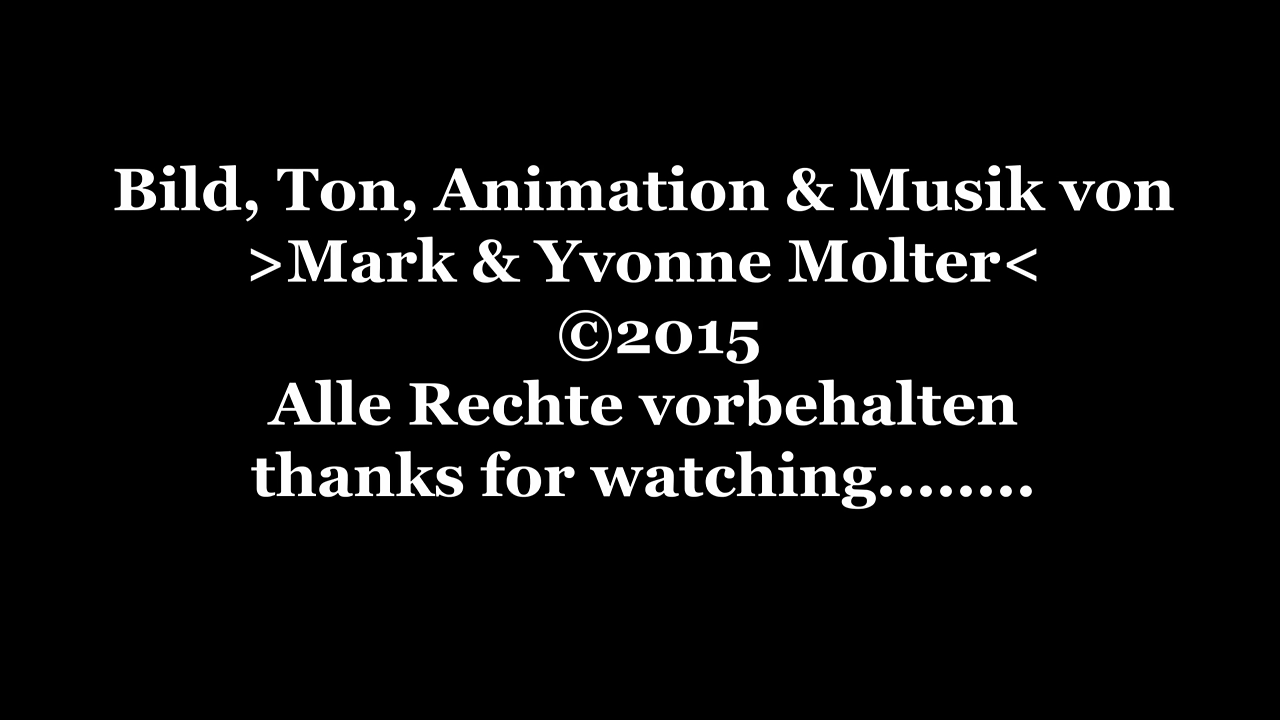 Bild, Ton, Animation & Musik von
>Mark & Yvonne Molter<
©2015
Alle Rechte vorbehalten
thanks for watching........